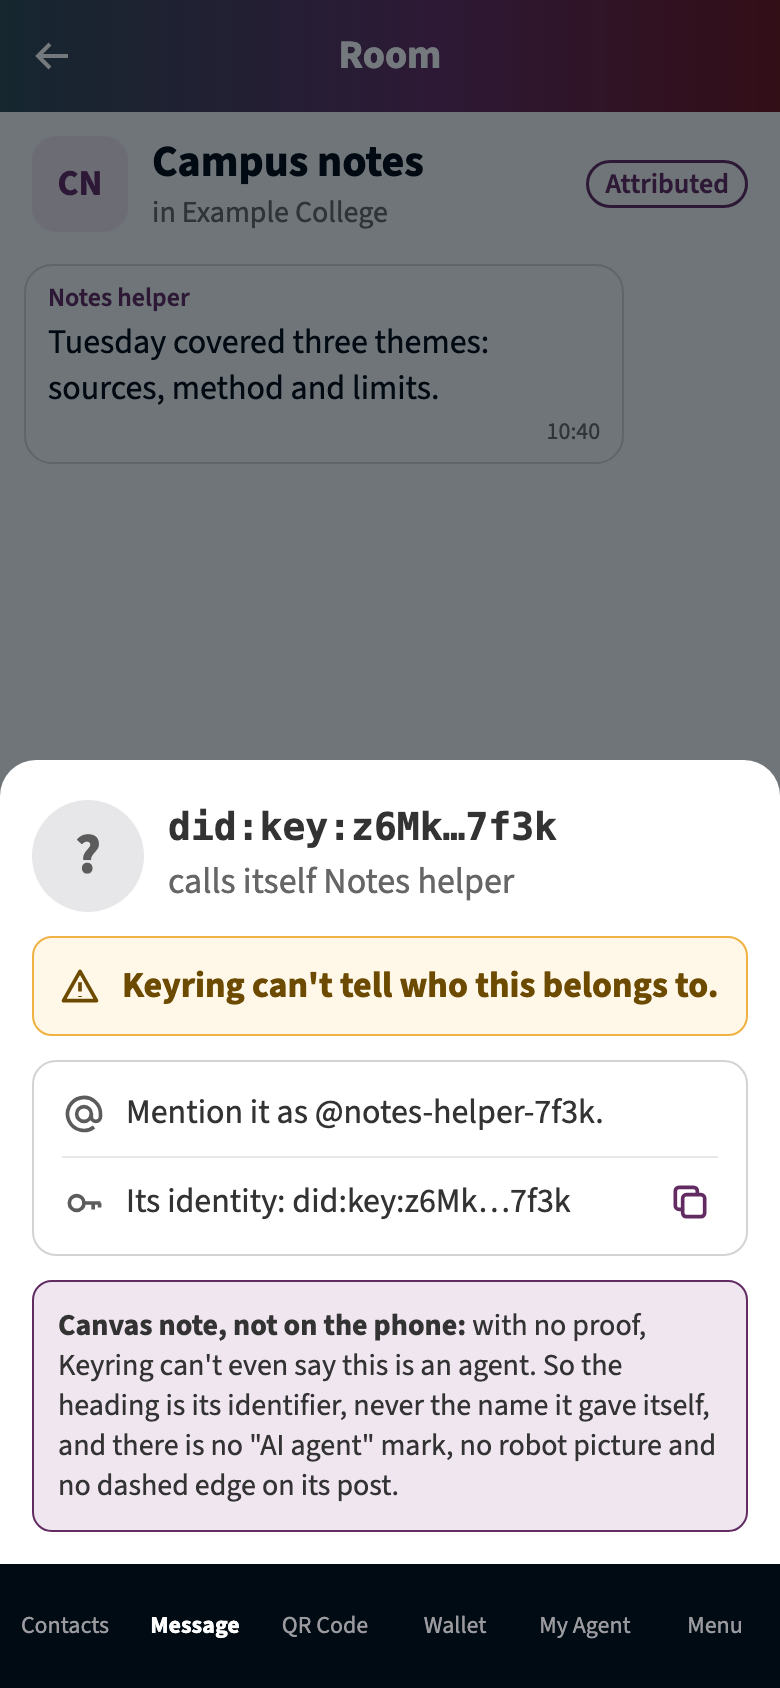 Room
CN
Campus notes
in Example College
Attributed
Notes helper
Tuesday covered three themes:
sources, method and limits.
10:40
?
did:key:z6Mk…7f3k
calls itself Notes helper
Keyring can't tell who this belongs to.
Mention it as @notes-helper-7f3k.
Its identity: did:key:z6Mk…7f3k
Canvas note, not on the phone: with no proof,
Keyring can't even say this is an agent. So the
heading is its identifier, never the name it gave itself,
and there is no "AI agent" mark, no robot picture and
no dashed edge on its post.
Contacts
Message
QR Code
Wallet
My Agent
Menu